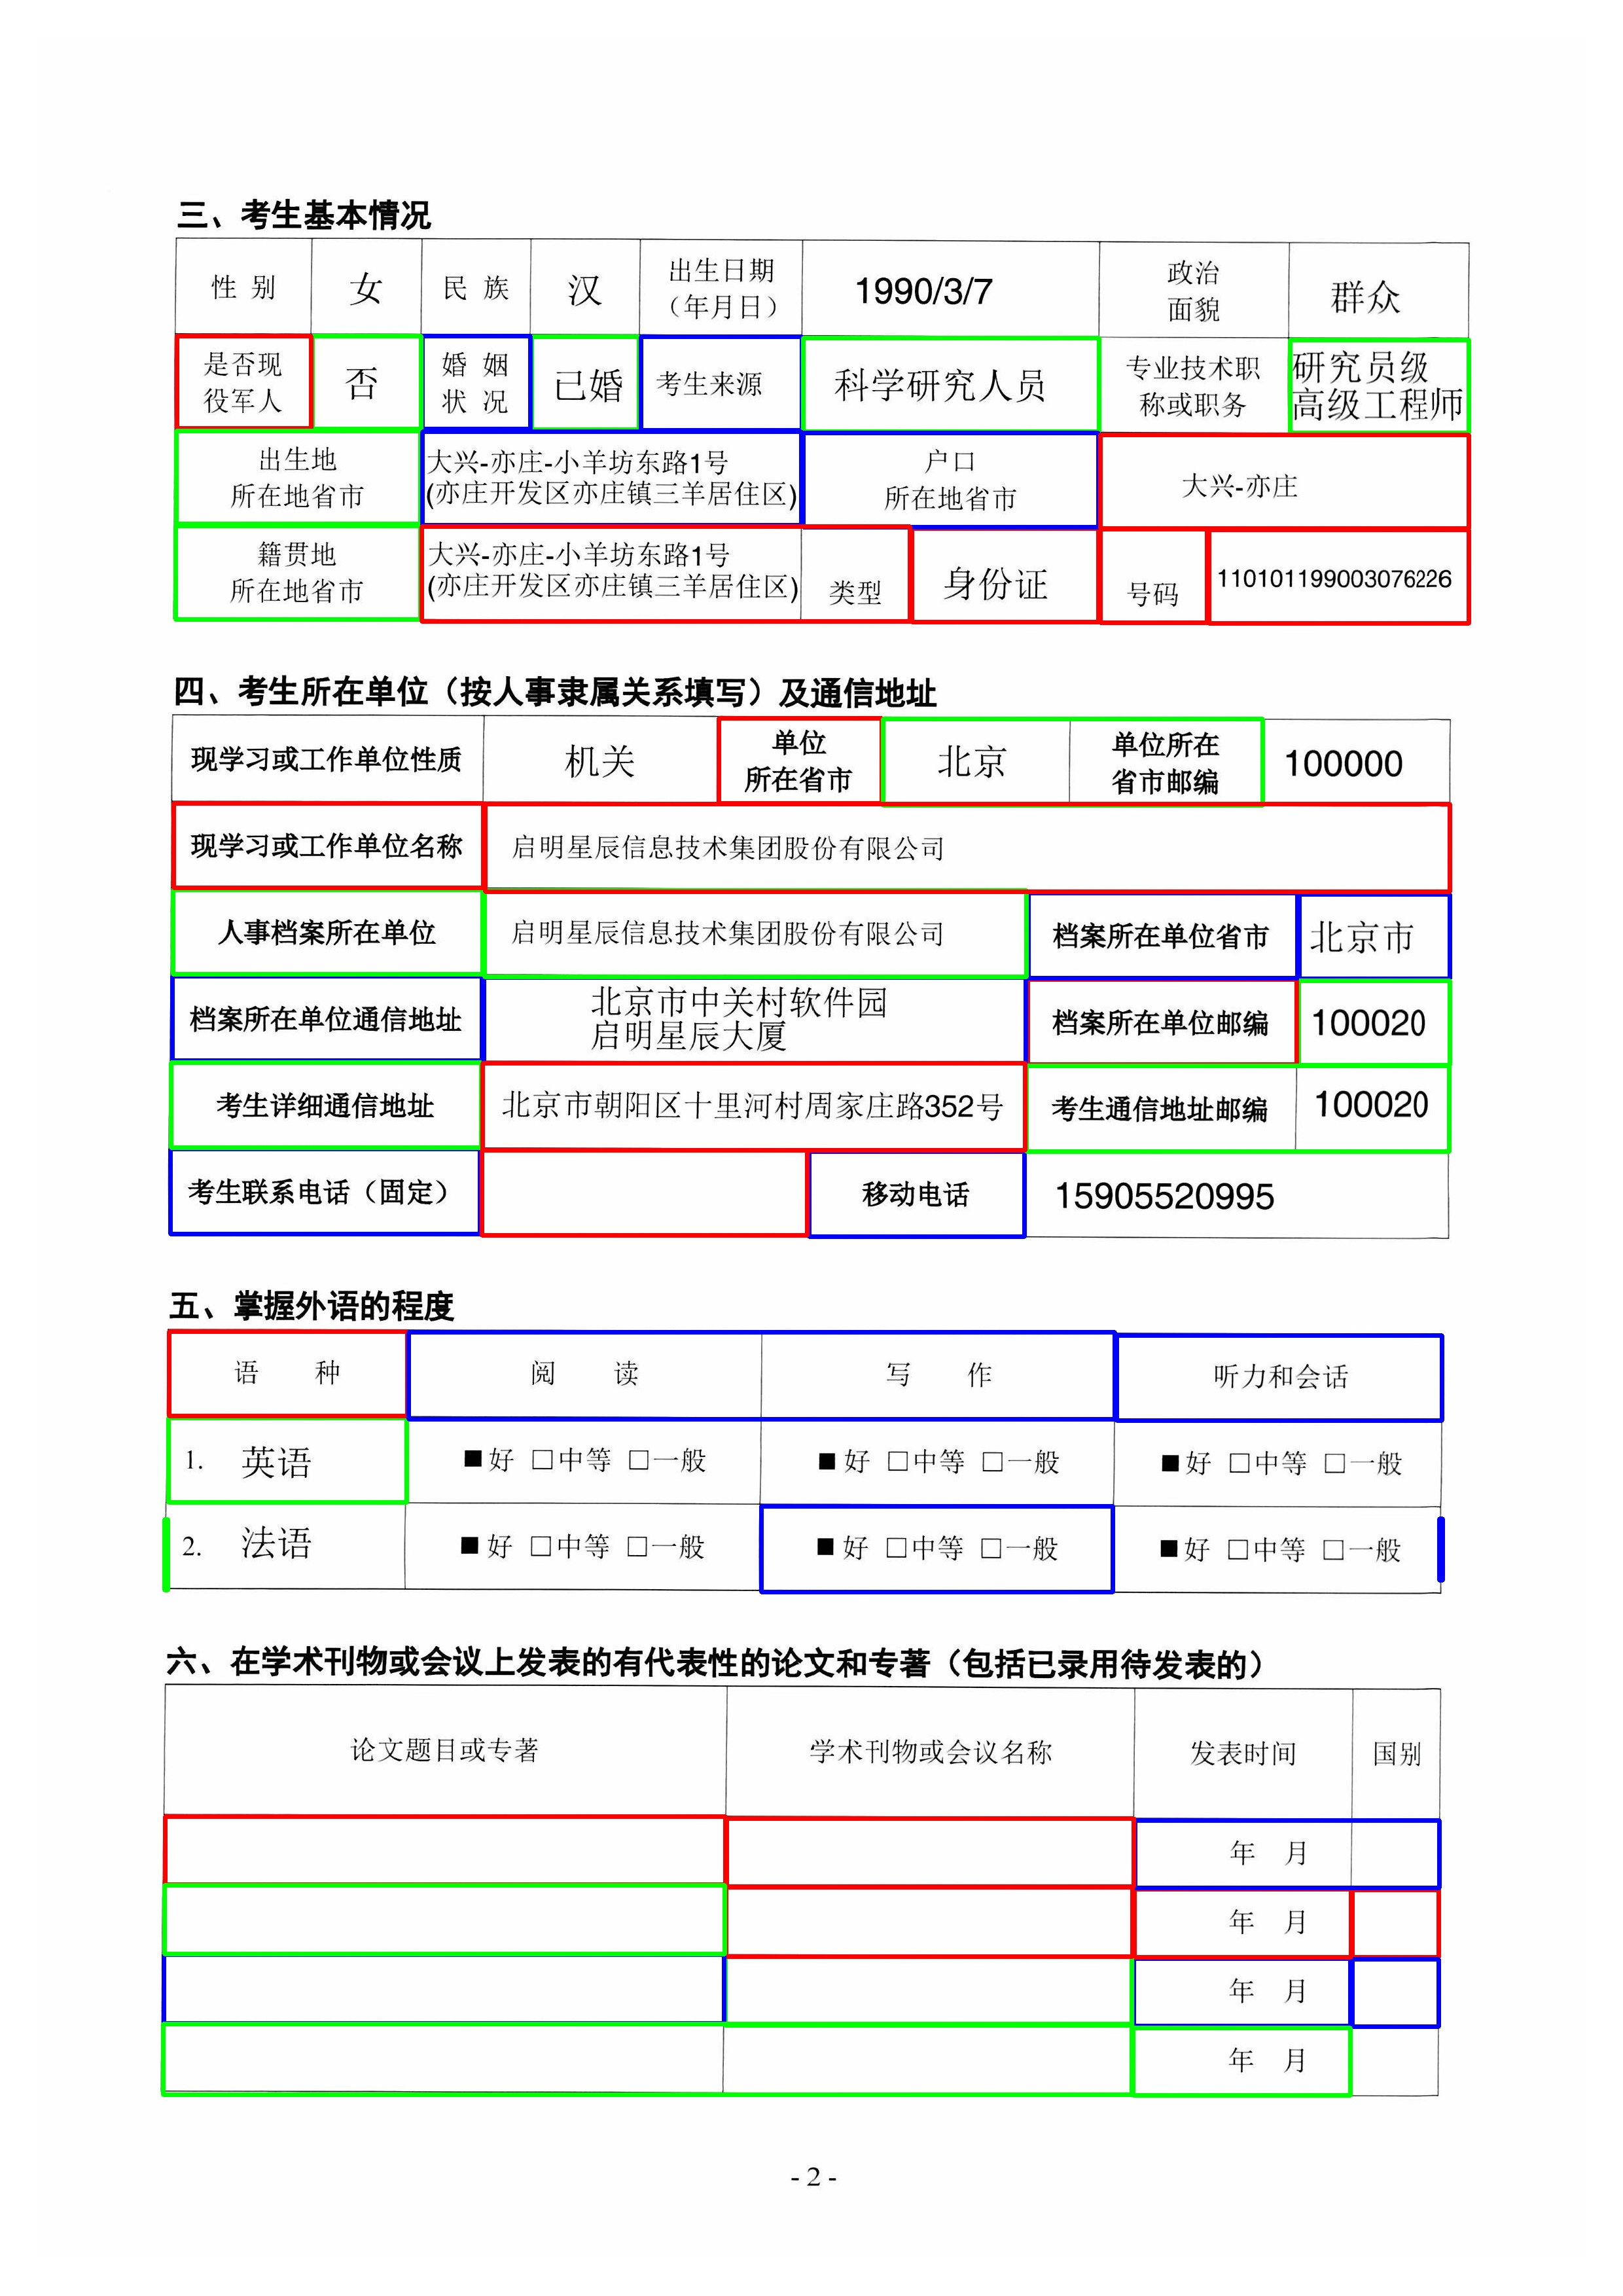 三、考生基本情况
性 别 女 民 族 汉 出生日期（年月日） 1990/3/7 政治面貌 群众
是否现役军人 否 婚 姻 状 况 已婚 考生来源 科学研究人员 专业技术职称或职务 研究员级高级工程师
出生地所在地省市 大兴-亦庄-小羊坊东路1号(亦庄开发区亦庄镇三羊居住区) 户口所在地省市 大兴-亦庄
籍贯地所在地省市 大兴-亦庄-小羊坊东路1号(亦庄开发区亦庄镇三羊居住区) 类型 身份证 号码 110101199003076226
四、考生所在单位（按人事隶属关系填写）及通信地址
现学习或工作单位性质 机关 单位所在省市 北京 单位所在省市邮编 100000
现学习或工作单位名称 启明星辰信息技术集团股份有限公司
人事档案所在单位 启明星辰信息技术集团股份有限公司 档案所在单位省市 北京市
档案所在单位通信地址 北京市中关村软件园启明星辰大厦 档案所在单位邮编 100020
考生详细通信地址 北京市朝阳区十里河村周家庄路352号 考生通信地址邮编 100020
考生联系电话（固定） 移动电话 15905520995
五、掌握外语的程度
语 种 阅 读 写 作 听力和会话
1. 英语 ■好 □中等 □一般 ■好 □中等 □一般 ■好 □中等 □一般
2. 法语 ■好 □中等 □一般 ■好 □中等 □一般 ■好 □中等 □一般
六、在学术刊物或会议上发表的有代表性的论文和专著（包括已录用待发表的）
论文题目或专著 学术刊物或会议名称 发表时间 国别
年 月
年 月
年 月
年 月
- 2 -